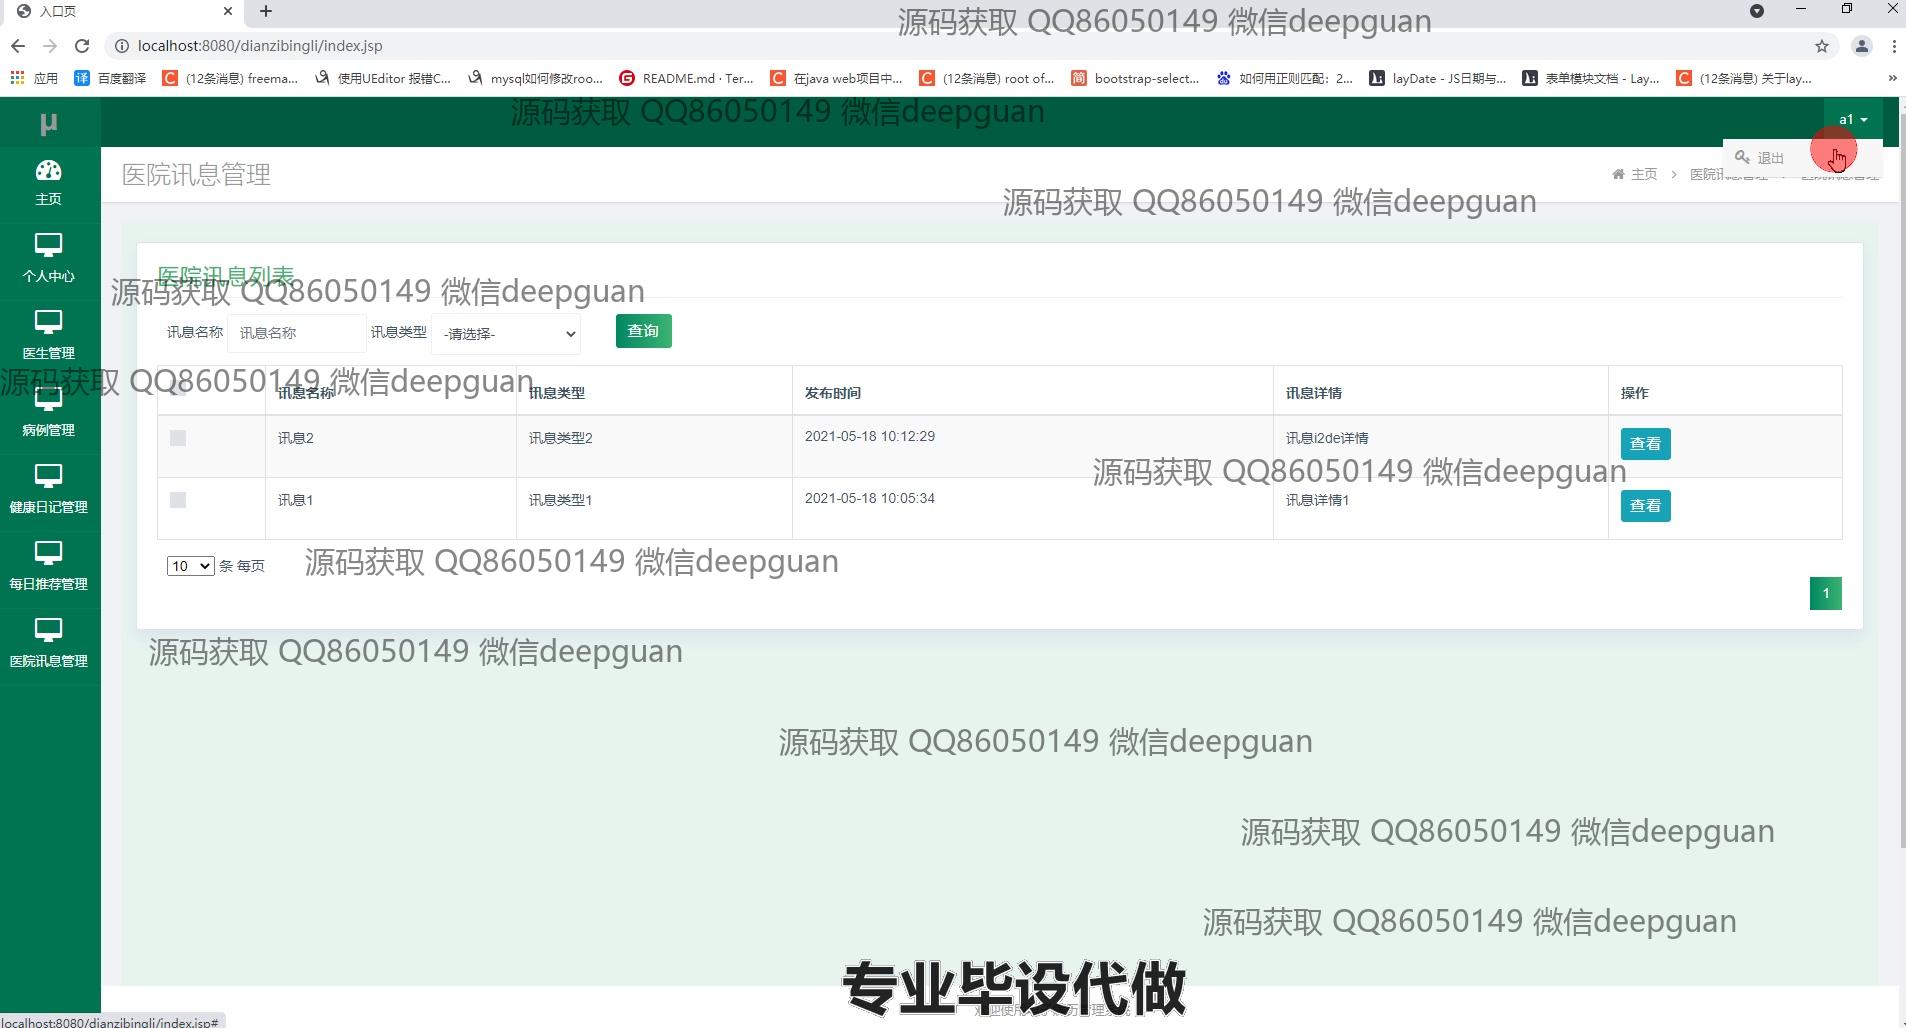 入口页
源码获取 QQ86050149 微信deepguan
localhost:8080/dianzibingli/index.jsp
应用 百度翻译 (12条消息) freema... 使用UEditor 报错C... mysql如何修改roo... README.md · Ter... 在java web项目中... (12条消息) root of... bootstrap-select... 如何用正则匹配：2... layDate - JS日期与... 表单模块文档 - Lay... (12条消息) 关于lay...
源码获取 QQ86050149 微信deepguan
μ
a1
退出
主页
医院讯息管理
主页
源码获取 QQ86050149 微信deepguan
个人中心
医院讯息列表
源码获取 QQ86050149 微信deepguan
讯息名称 讯息名称 讯息类型 -请选择- 查询
医生管理
源码获取 QQ86050149 微信deepguan
讯息名称 讯息类型 发布时间 讯息详情 操作
病例管理
讯息2 讯息类型2 2021-05-18 10:12:29 讯息i2de详情 查看
源码获取 QQ86050149 微信deepguan
讯息1 讯息类型1 2021-05-18 10:05:34 讯息详情1 查看
健康日记管理
10 条 每页
源码获取 QQ86050149 微信deepguan
每日推荐管理
1
医院讯息管理
源码获取 QQ86050149 微信deepguan
源码获取 QQ86050149 微信deepguan
源码获取 QQ86050149 微信deepguan
源码获取 QQ86050149 微信deepguan
专业毕设代做
localhost:8080/dianzibingli/index.jsp#